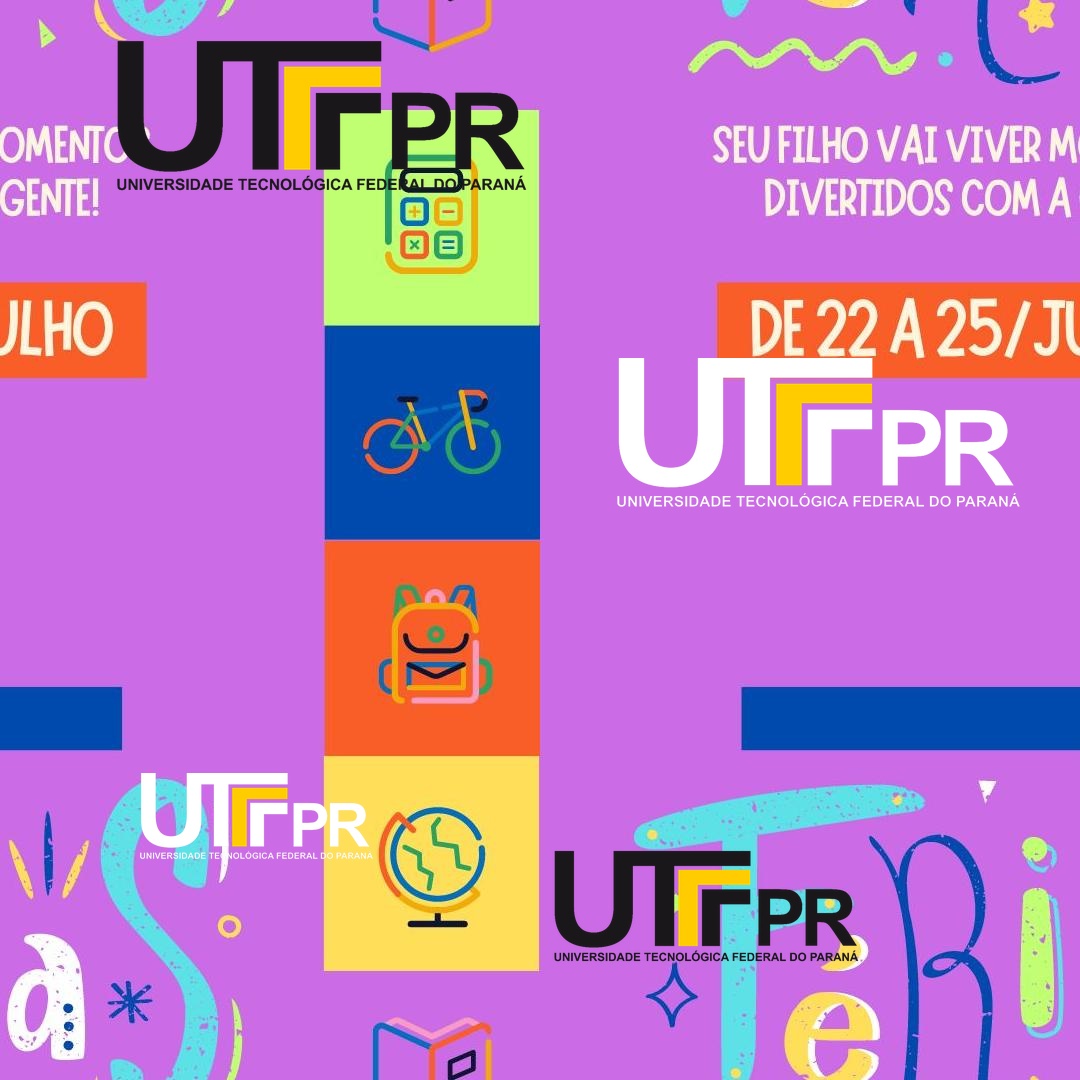 UTFPR
UNIVERSIDADE TECNOLÓGICA FEDERAL DO PARANÁ
SEU FILHO VAI VIVER
DIVERTIDOS COM A
GENTE!
DE 22 A 25/JU
ULHO
UTFPR
UNIVERSIDADE TECNOLÓGICA FEDERAL DO PARANÁ
UTFPR
UNIVERSIDADE TECNOLÓGICA FEDERAL DO PARANÁ
UTFPR
UNIVERSIDADE TECNOLÓGICA FEDERAL DO PARANÁ